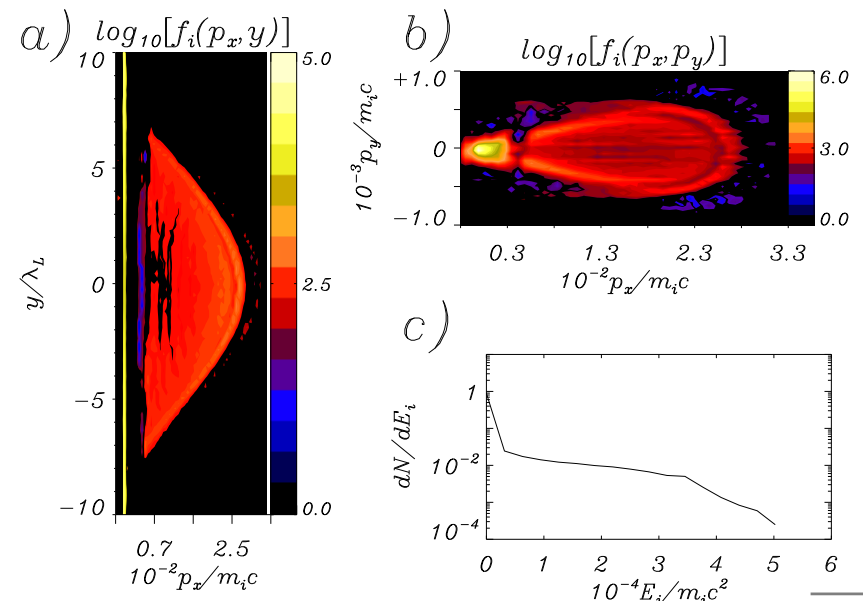 a)
log₁₀[fᵢ(pₓ,y)]
10
5
0
−5
−10
y/λ_L
0.7 2.5
10⁻²pₓ/mᵢc
5.0
2.5
0.0
b)
log₁₀[fᵢ(pₓ,p_y)]
+1.0
0
−1.0
10⁻³p_y/mᵢc
0.3 1.3 2.3 3.3
10⁻²pₓ/mᵢc
6.0
3.0
0.0
c)
1
10⁻²
10⁻⁴
dN/dEᵢ
0 1 2 3 4 5 6
10⁻⁴Eᵢ/mᵢc²